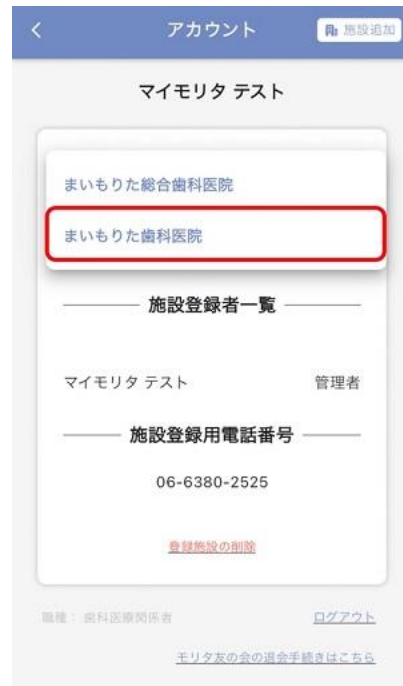 アカウント
施設追加
マイモリタ テスト
まいもりた総合歯科医院
まいもりた歯科医院
施設登録者一覧
マイモリタ テスト 管理者
施設登録用電話番号
06-6380-2525
登録施設の削除
職種： 歯科医療関係者 ログアウト
モリタ友の会の退会手続きはこちら